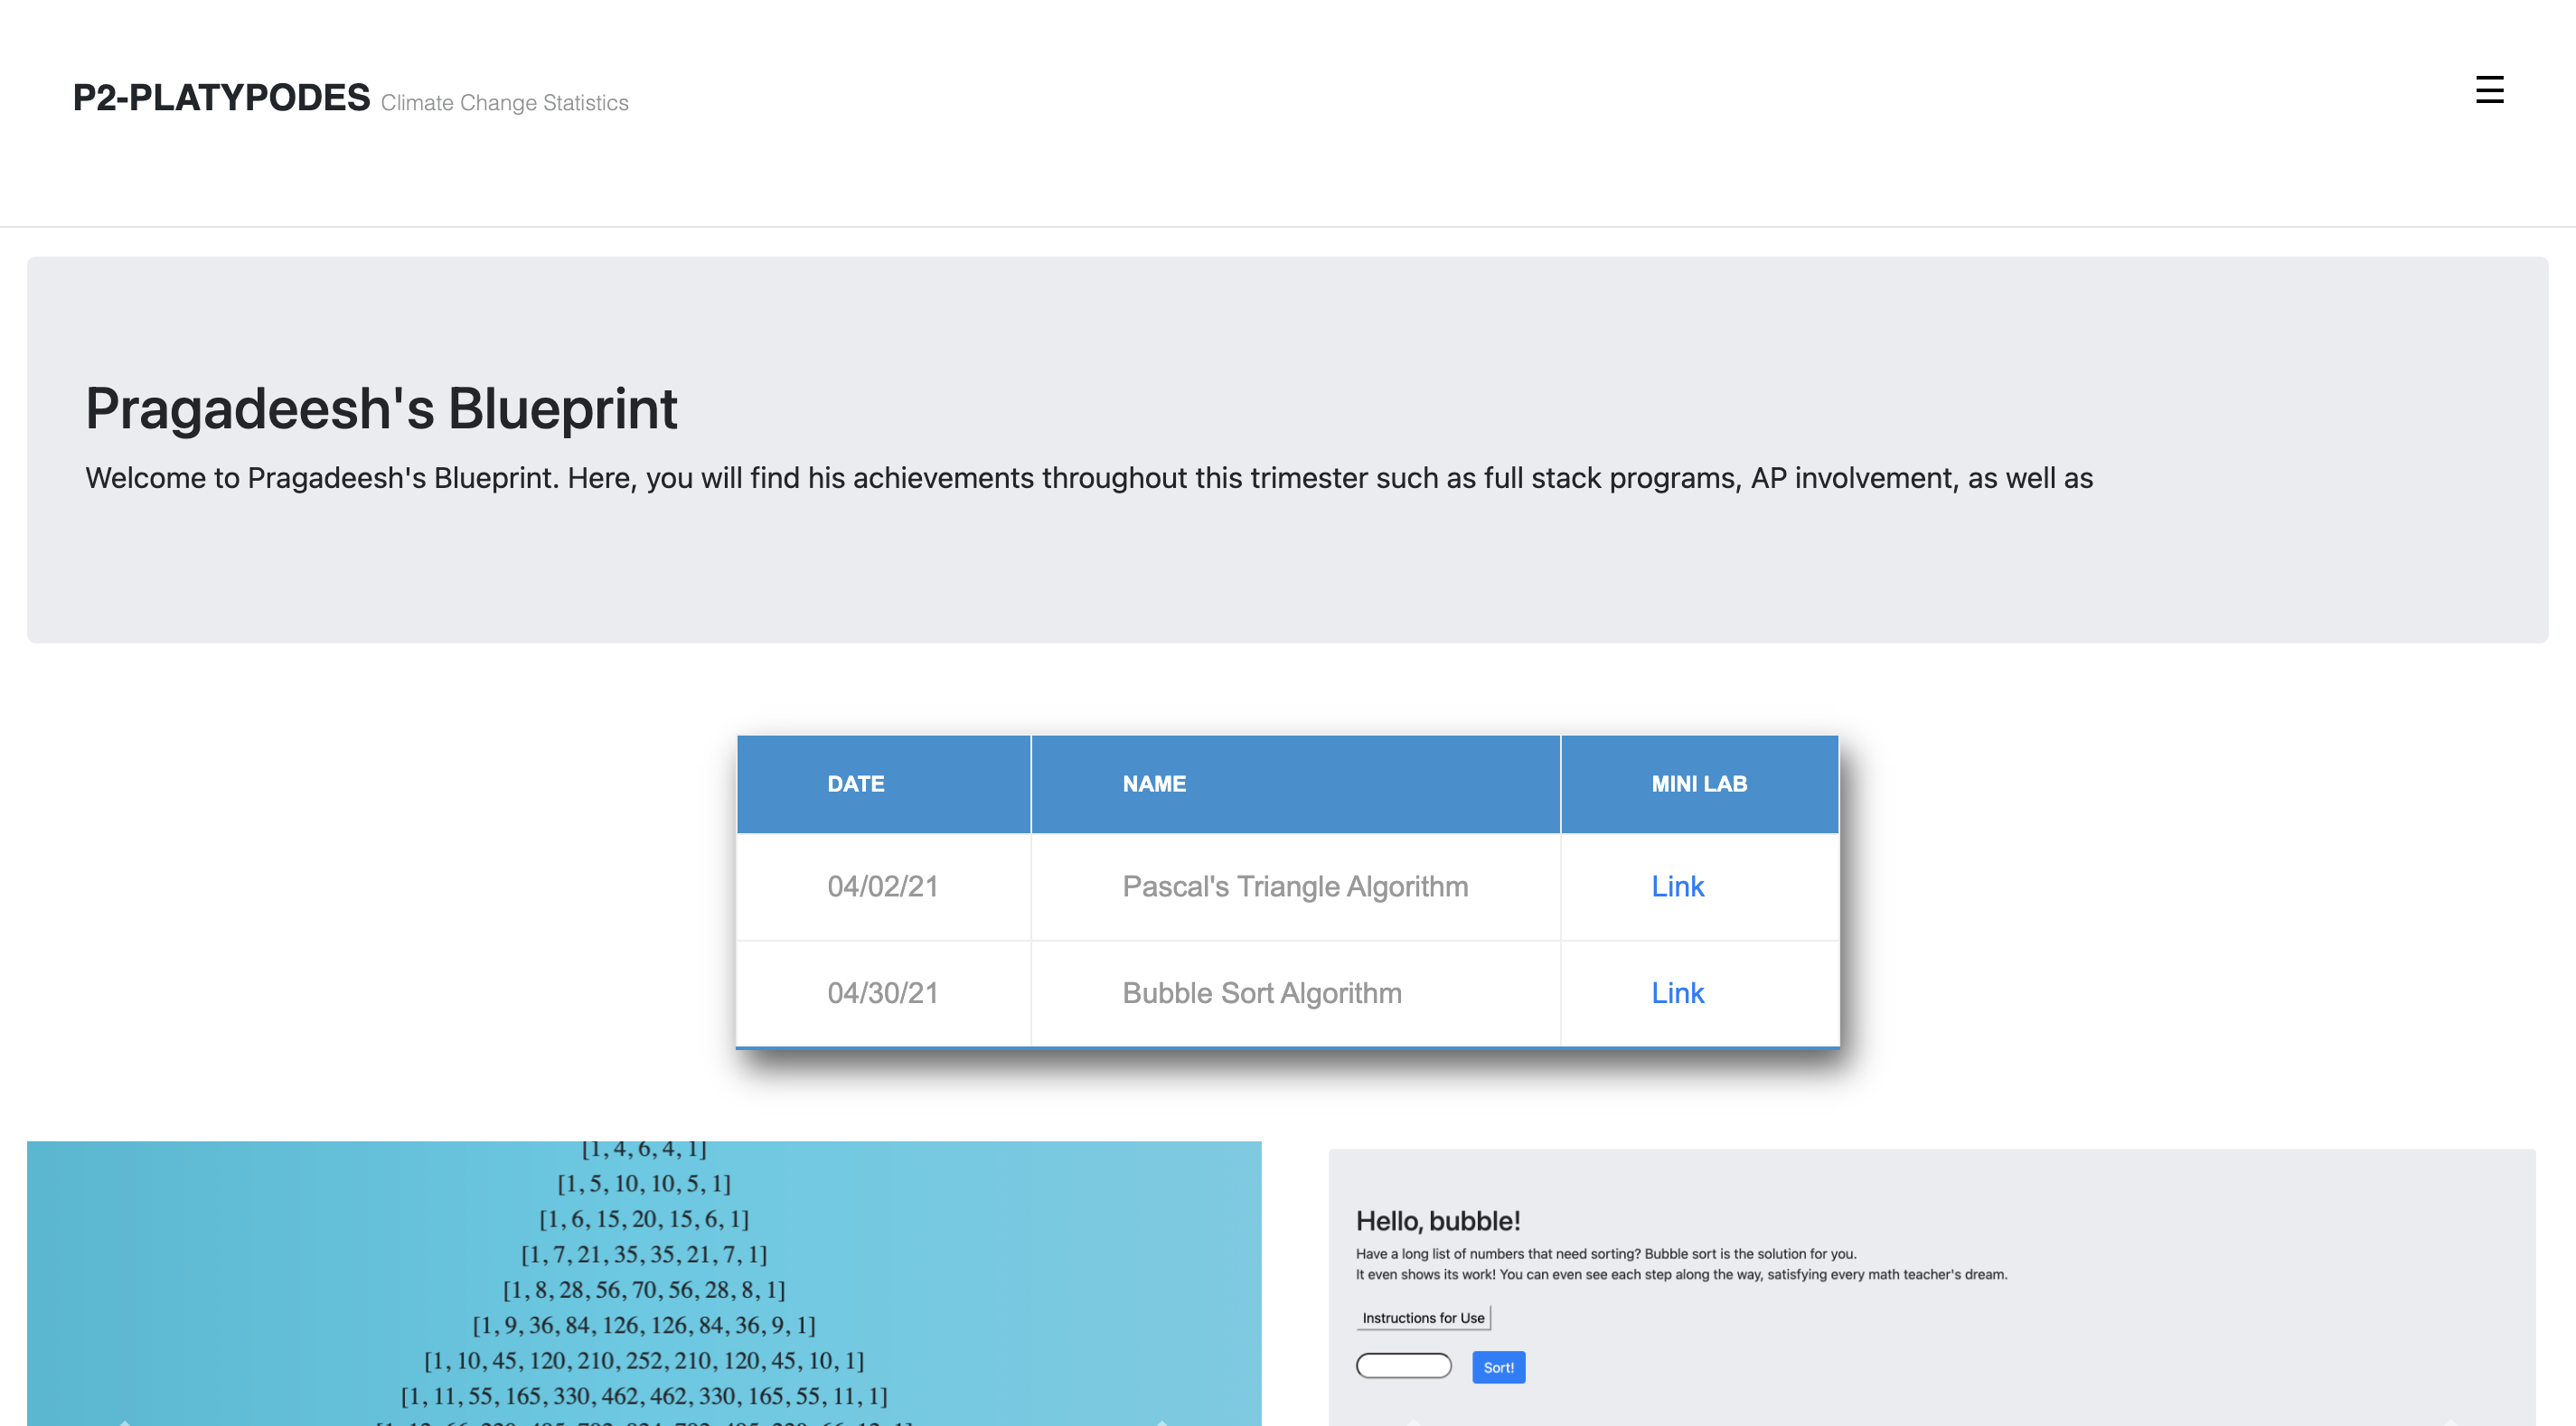 P2-PLATYPODES Climate Change Statistics
☰
Pragadeesh's Blueprint
Welcome to Pragadeesh's Blueprint. Here, you will find his achievements throughout this trimester such as full stack programs, AP involvement, as well as
DATE NAME MINI LAB
04/02/21 Pascal's Triangle Algorithm Link
04/30/21 Bubble Sort Algorithm Link
[1, 4, 6, 4, 1]
[1, 5, 10, 10, 5, 1]
[1, 6, 15, 20, 15, 6, 1]
[1, 7, 21, 35, 35, 21, 7, 1]
[1, 8, 28, 56, 70, 56, 28, 8, 1]
[1, 9, 36, 84, 126, 126, 84, 36, 9, 1]
[1, 10, 45, 120, 210, 252, 210, 120, 45, 10, 1]
[1, 11, 55, 165, 330, 462, 462, 330, 165, 55, 11, 1]
Hello, bubble!
Have a long list of numbers that need sorting? Bubble sort is the solution for you.
It even shows its work! You can even see each step along the way, satisfying every math teacher's dream.
Instructions for Use
Sort!